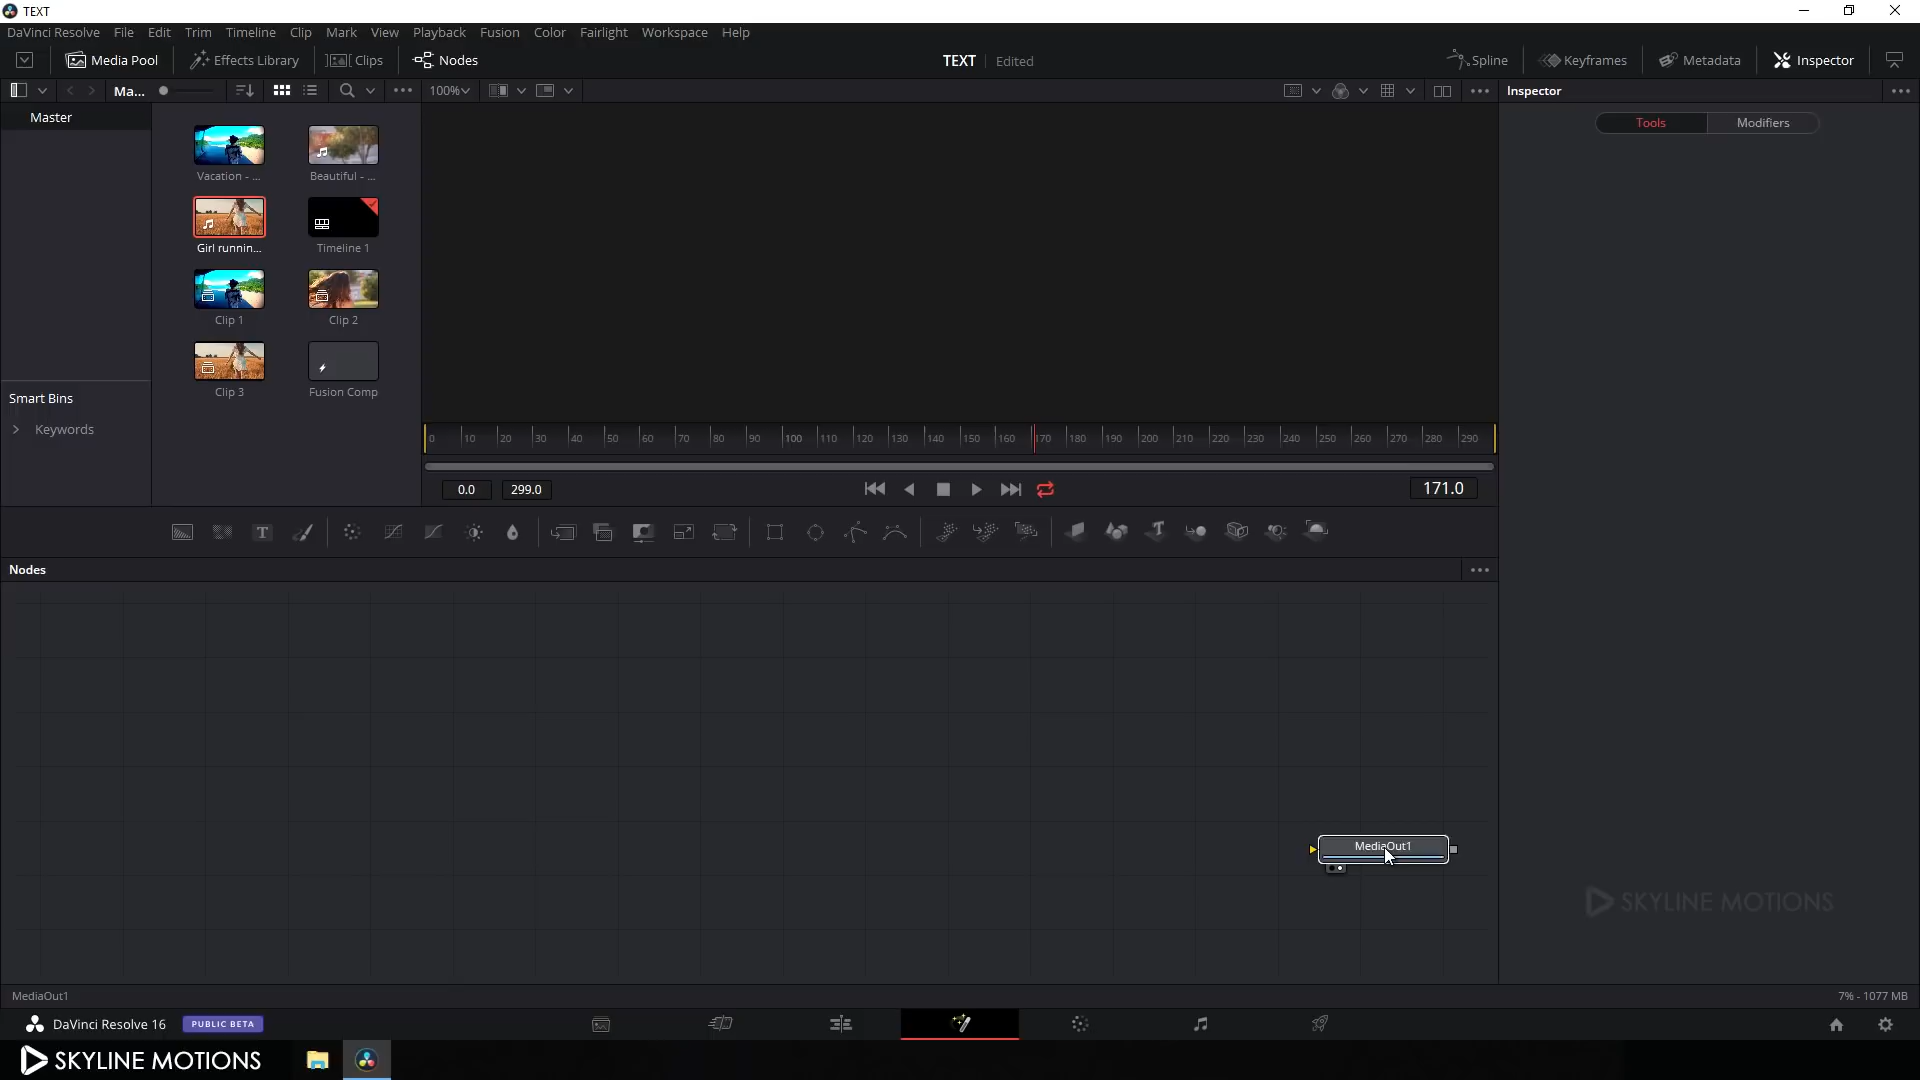 TEXT
DaVinci Resolve File Edit Trim Timeline Clip Mark View Playback Fusion Color Fairlight Workspace Help
Media Pool Effects Library Clips Nodes TEXT Edited Spline Keyframes Metadata Inspector
Ma... 100% Inspector
Master
Tools Modifiers
Vacation - ... Beautiful - ...
Girl runnin... Timeline 1
Clip 1 Clip 2
Clip 3 Fusion Comp
Smart Bins
Keywords
0 10 20 30 40 50 60 70 80 90 100 110 120 130 140 150 160 170 180 190 200 210 220 230 240 250 260 270 280 290
0.0 299.0 171.0
Nodes
MediaOut1
SKYLINE MOTIONS
MediaOut1 7% - 1077 MB
DaVinci Resolve 16 PUBLIC BETA
SKYLINE MOTIONS